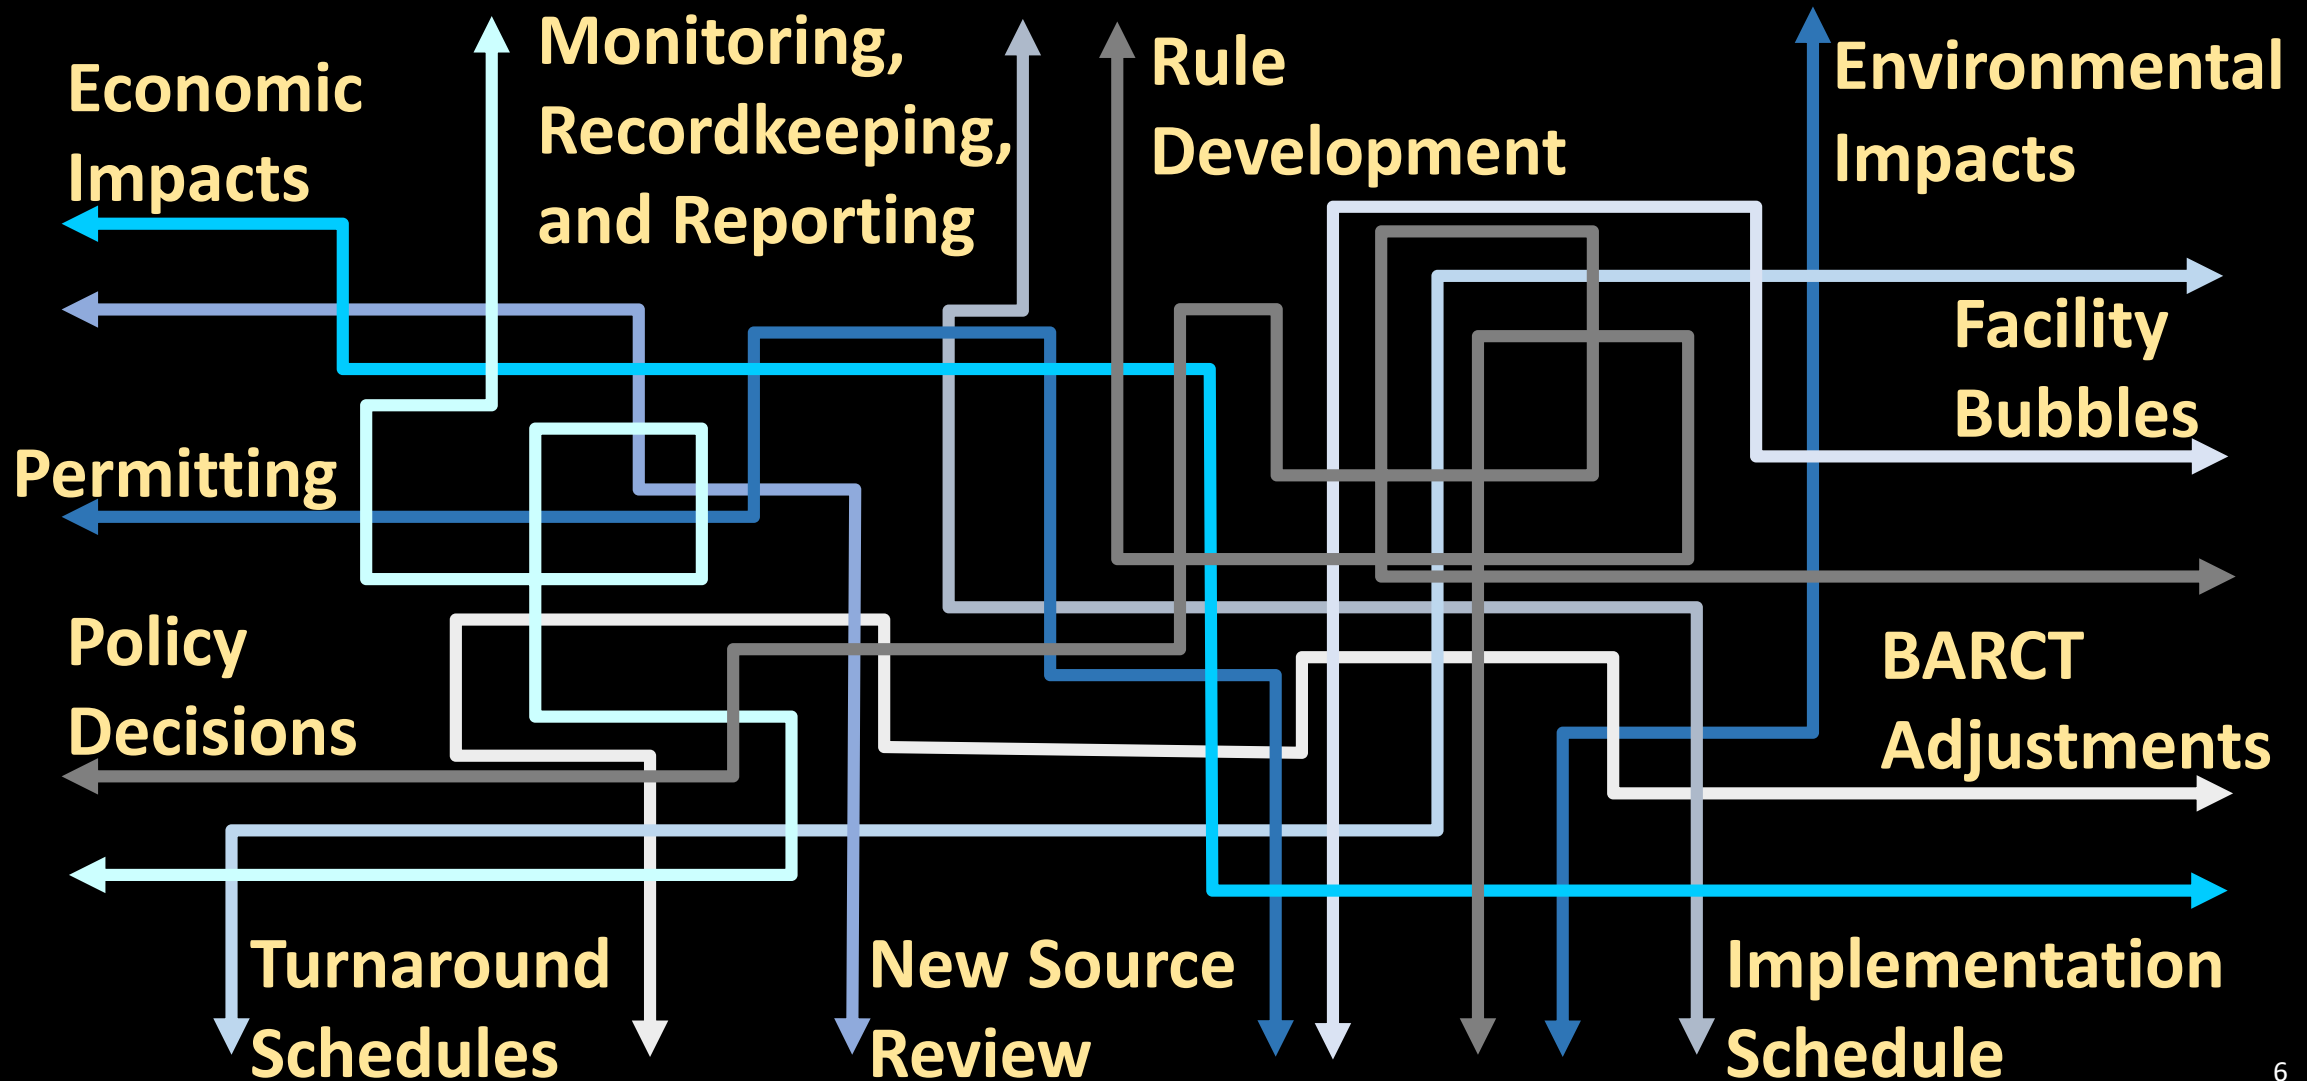 Economic
Impacts
Monitoring,
Recordkeeping,
and Reporting
Rule
Development
Environmental
Impacts
Facility
Bubbles
Permitting
Policy
Decisions
BARCT
Adjustments
Turnaround
Schedules
New Source
Review
Implementation
Schedule
6